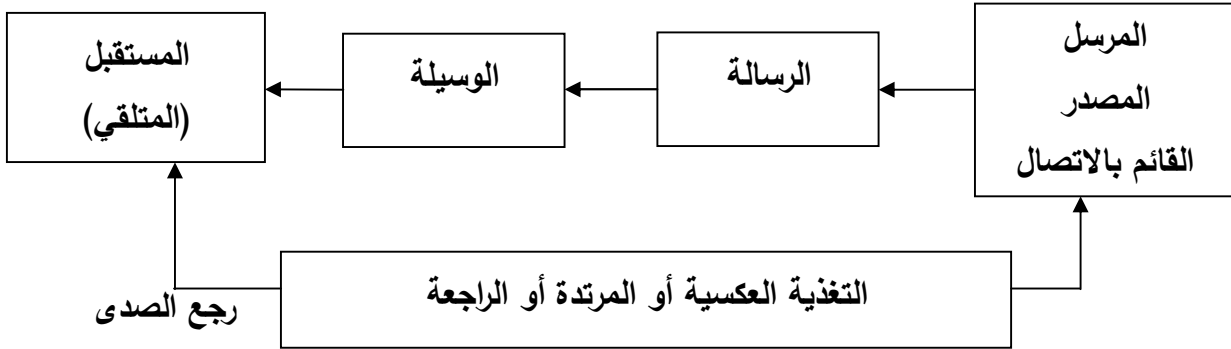 المرسل
المصدر
القائم بالاتصال
الرسالة
الوسيلة
المستقبل
(المتلقي)
التغذية العكسية أو المرتدة أو الراجعة
رجع الصدى